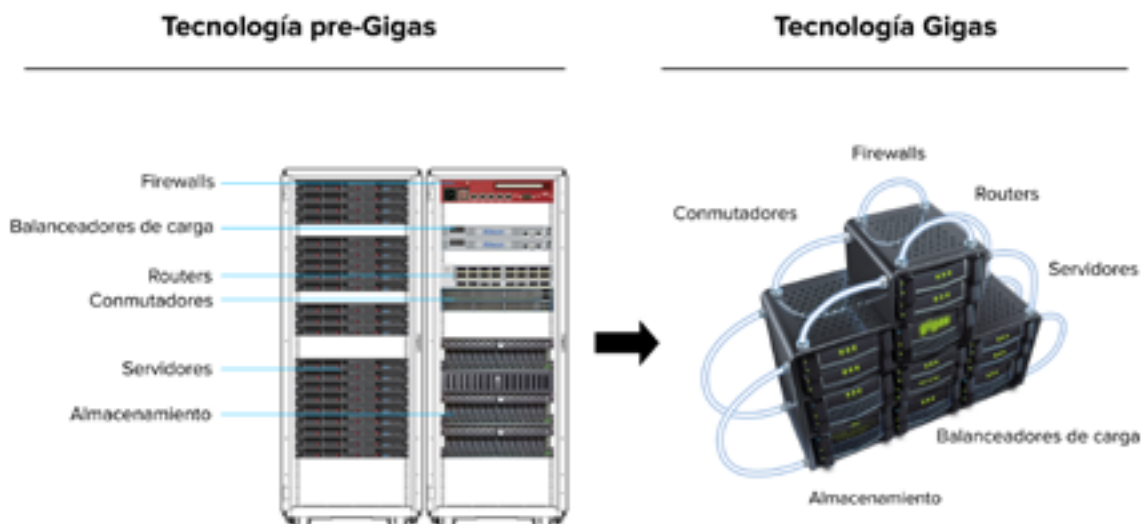 Tecnología pre-Gigas
Firewalls
Balanceadores de carga
Routers
Conmutadores
Servidores
Almacenamiento
Tecnología Gigas
Firewalls
Routers
Conmutadores
Servidores
gigas
Balanceadores de carga
Almacenamiento